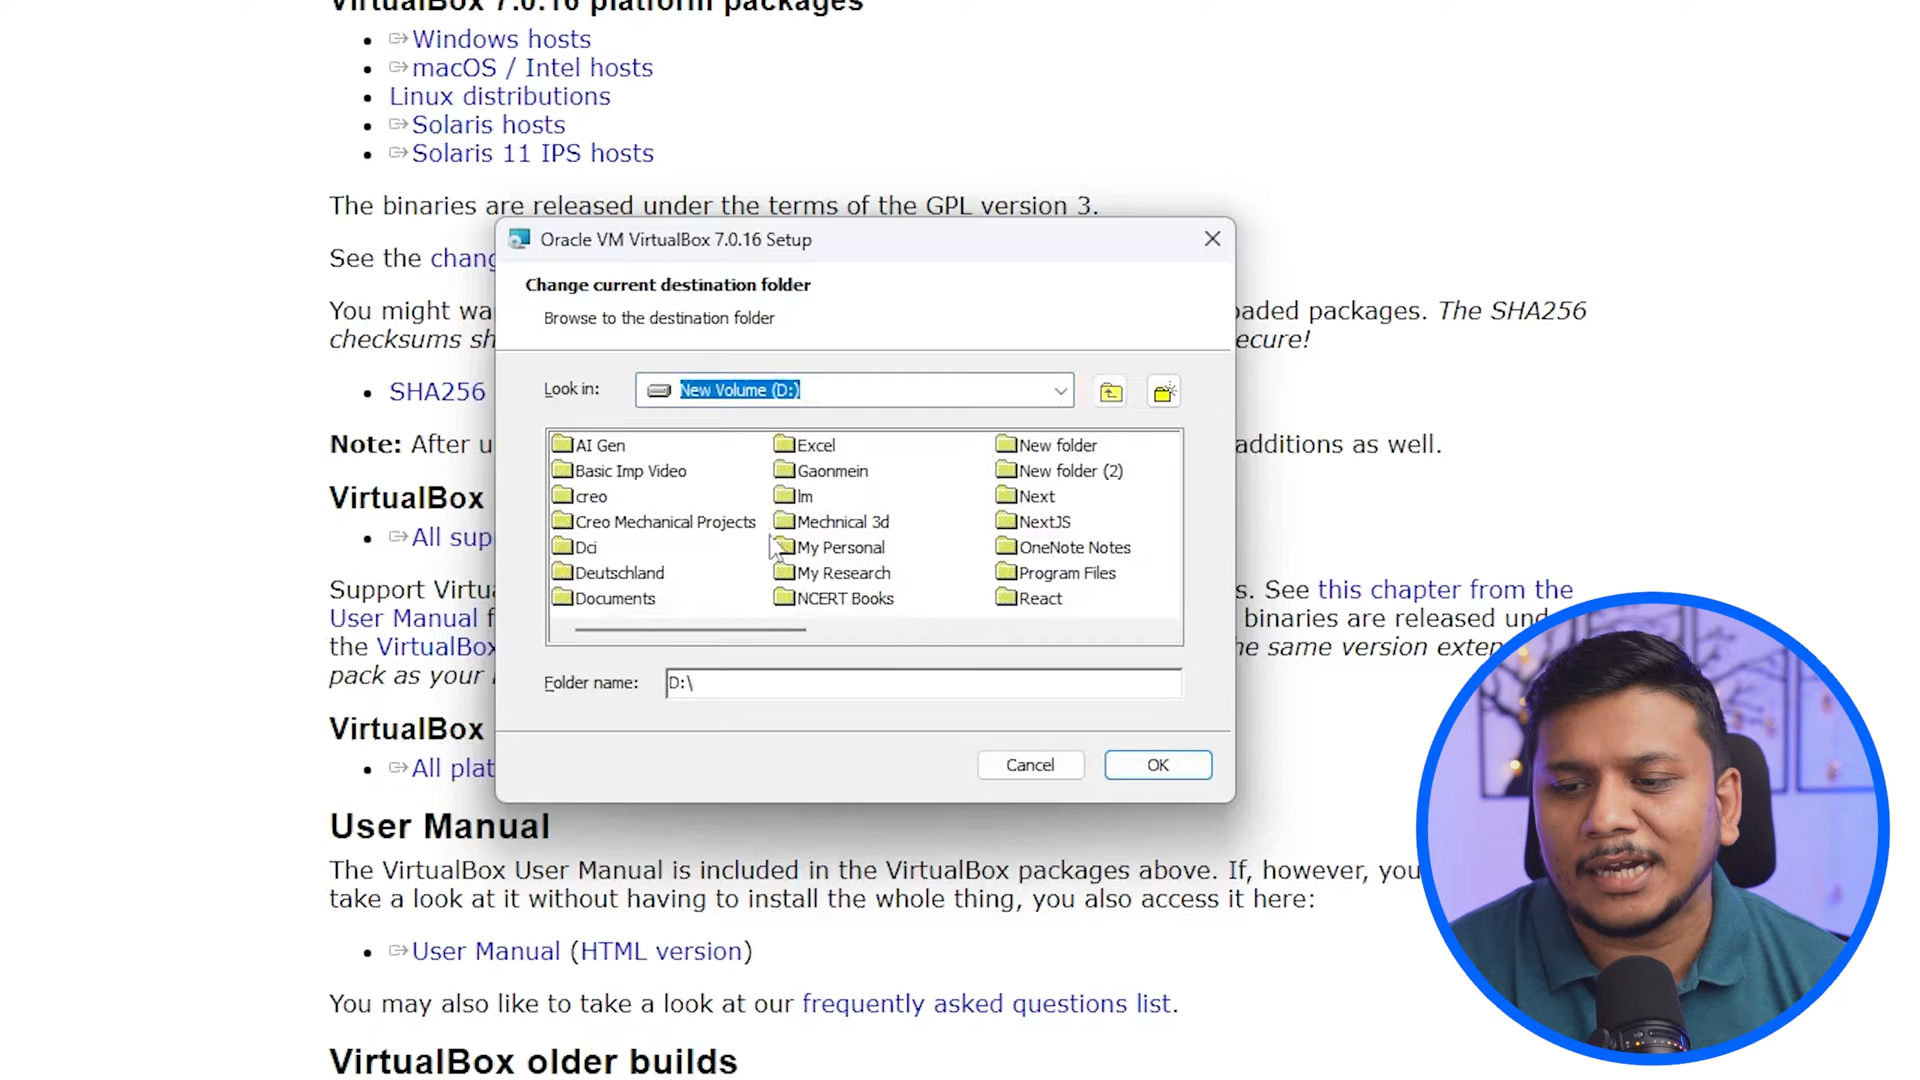 VirtualBox 7.0.16 platform packages
Windows hosts
macOS / Intel hosts
Linux distributions
Solaris hosts
Solaris 11 IPS hosts
The binaries are released under the terms of the GPL version 3.
See the chang
You might wa
oaded packages. The SHA256
checksums sh
ecure!
SHA256
Note: After u
additions as well.
VirtualBox
All sup
Support Virtua
s. See this chapter from the
User Manual f
binaries are released und
the VirtualBox
he same version exten
pack as your
VirtualBox
All plat
Oracle VM VirtualBox 7.0.16 Setup
Change current destination folder
Browse to the destination folder
Look in: New Volume (D:)
AI Gen
Basic Imp Video
creo
Creo Mechanical Projects
Dci
Deutschland
Documents
Excel
Gaonmein
Mechnical 3d
My Personal
My Research
NCERT Books
New folder
New folder (2)
Next
NextJS
OneNote Notes
Program Files
React
Folder name: D:\
Cancel OK
User Manual
The VirtualBox User Manual is included in the VirtualBox packages above. If, however, you
take a look at it without having to install the whole thing, you also access it here:
User Manual (HTML version)
You may also like to take a look at our frequently asked questions list.
VirtualBox older builds